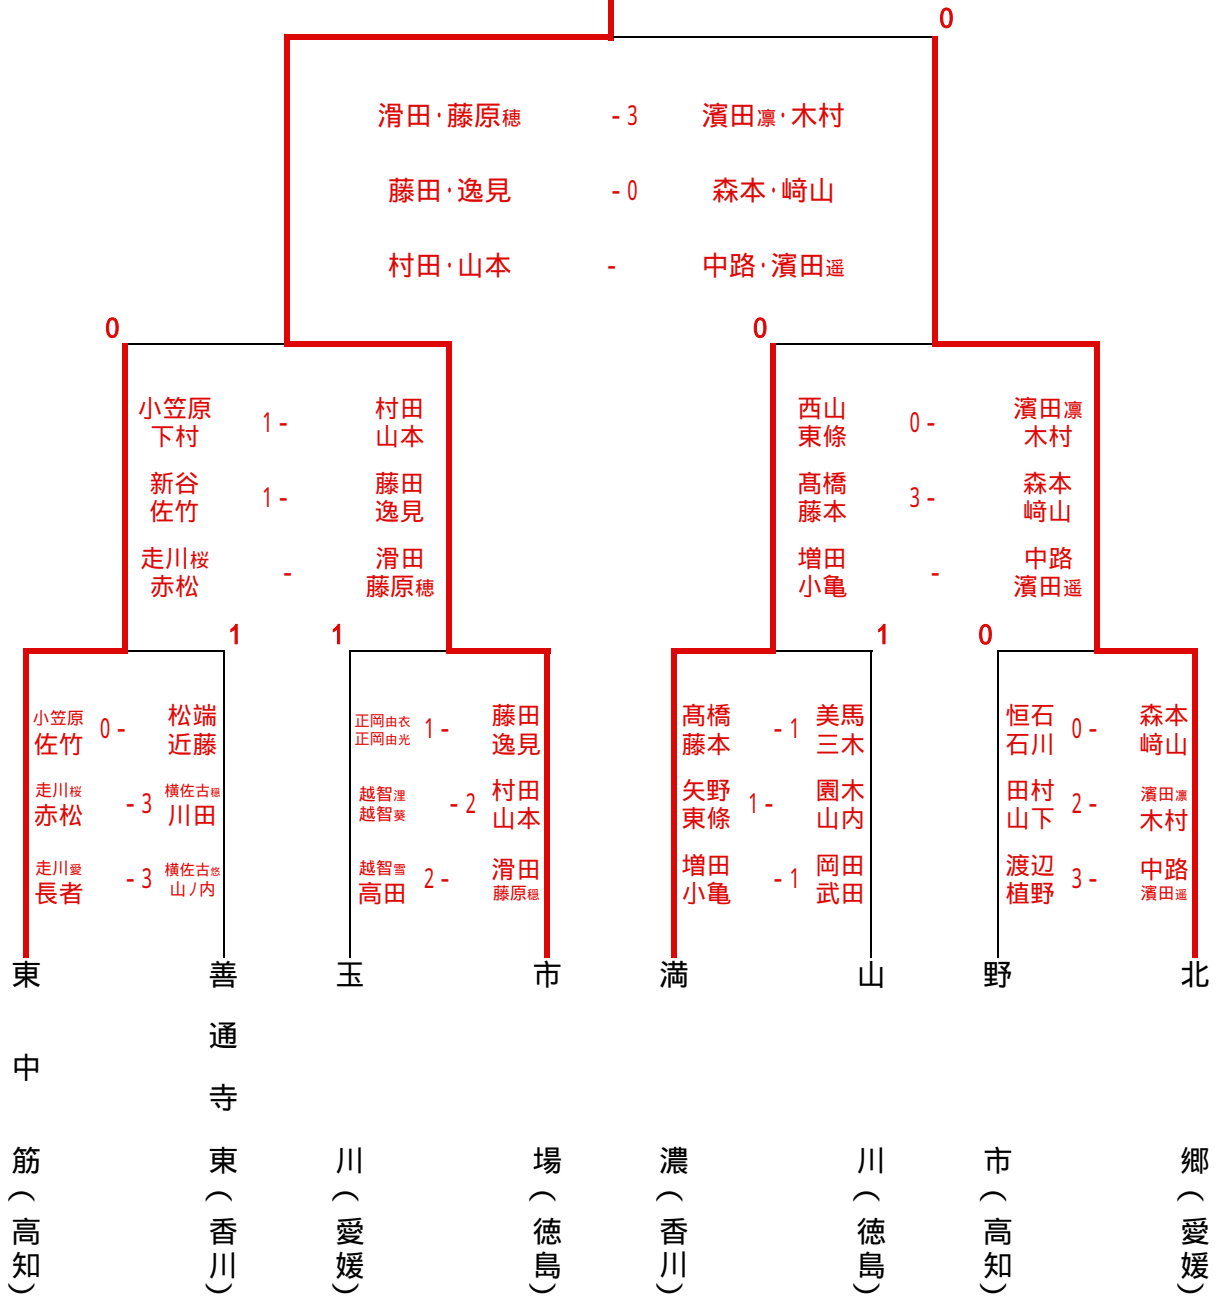 0
滑田・藤原穂 -3 濱田凛・木村
藤田・逸見 -0 森本・﨑山
村田・山本 - 中路・濱田遥
0
0
小笠原 下村 1- 村田 山本
新谷 佐竹 1- 藤田 逸見
走川桜 赤松 - 滑田 藤原穂
西山 東條 0- 濱田凛 木村
髙橋 藤本 3- 森本 﨑山
増田 小亀 - 中路 濱田遥
1
1
1
0
小笠原 佐竹 0- 松端 近藤
走川桜 赤松 -3 横佐古穏 川田
走川愛 長者 -3 横佐古悠 山ノ内
正岡由衣 正岡由光 1- 藤田 逸見
越智浬 越智葵 -2 村田 山本
越智雪 高田 2- 滑田 藤原穏
髙橋 藤本 -1 美馬 三木
矢野 東條 1- 園木 山内
増田 小亀 -1 岡田 武田
恒石 石川 0- 森本 﨑山
田村 山下 2- 濱田凛 木村
渡辺 植野 3- 中路 濱田遥
東中筋(高知)
善通寺東(香川)
玉川(愛媛)
市場(徳島)
満濃(香川)
山川(徳島)
野市(高知)
北郷(愛媛)